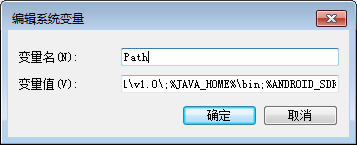 编辑系统变量
变量名(N):
Path
变量值(V):
l\v1.0\;%JAVA_HOME%\bin;%ANDROID_SDK
确定
取消